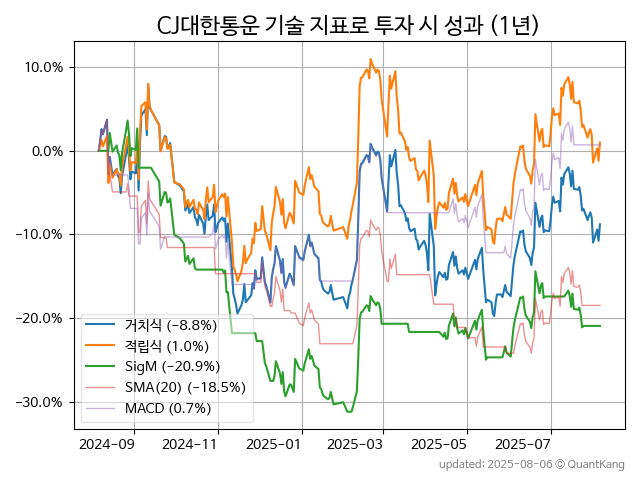 CJ대한통운 기술 지표로 투자 시 성과 (1년)
10.0%
0.0%
−10.0%
−20.0%
−30.0%
거치식 (−8.8%)
적립식 (1.0%)
SigM (−20.9%)
SMA(20) (−18.5%)
MACD (0.7%)
2024-09 2024-11 2025-01 2025-03 2025-05 2025-07
updated: 2025-08-06 © QuantKang